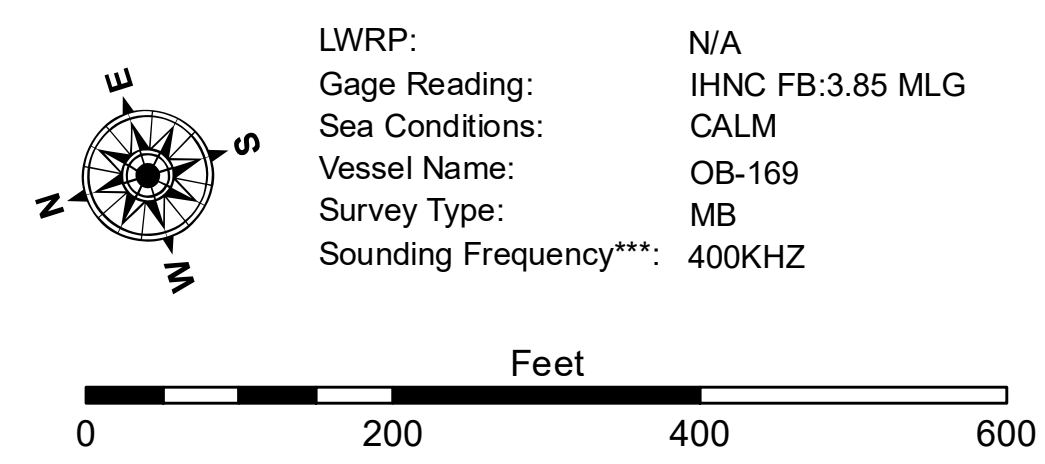 E
S
N
W
LWRP: N/A
Gage Reading: IHNC FB:3.85 MLG
Sea Conditions: CALM
Vessel Name: OB-169
Survey Type: MB
Sounding Frequency***: 400KHZ
Feet
0 200 400 600